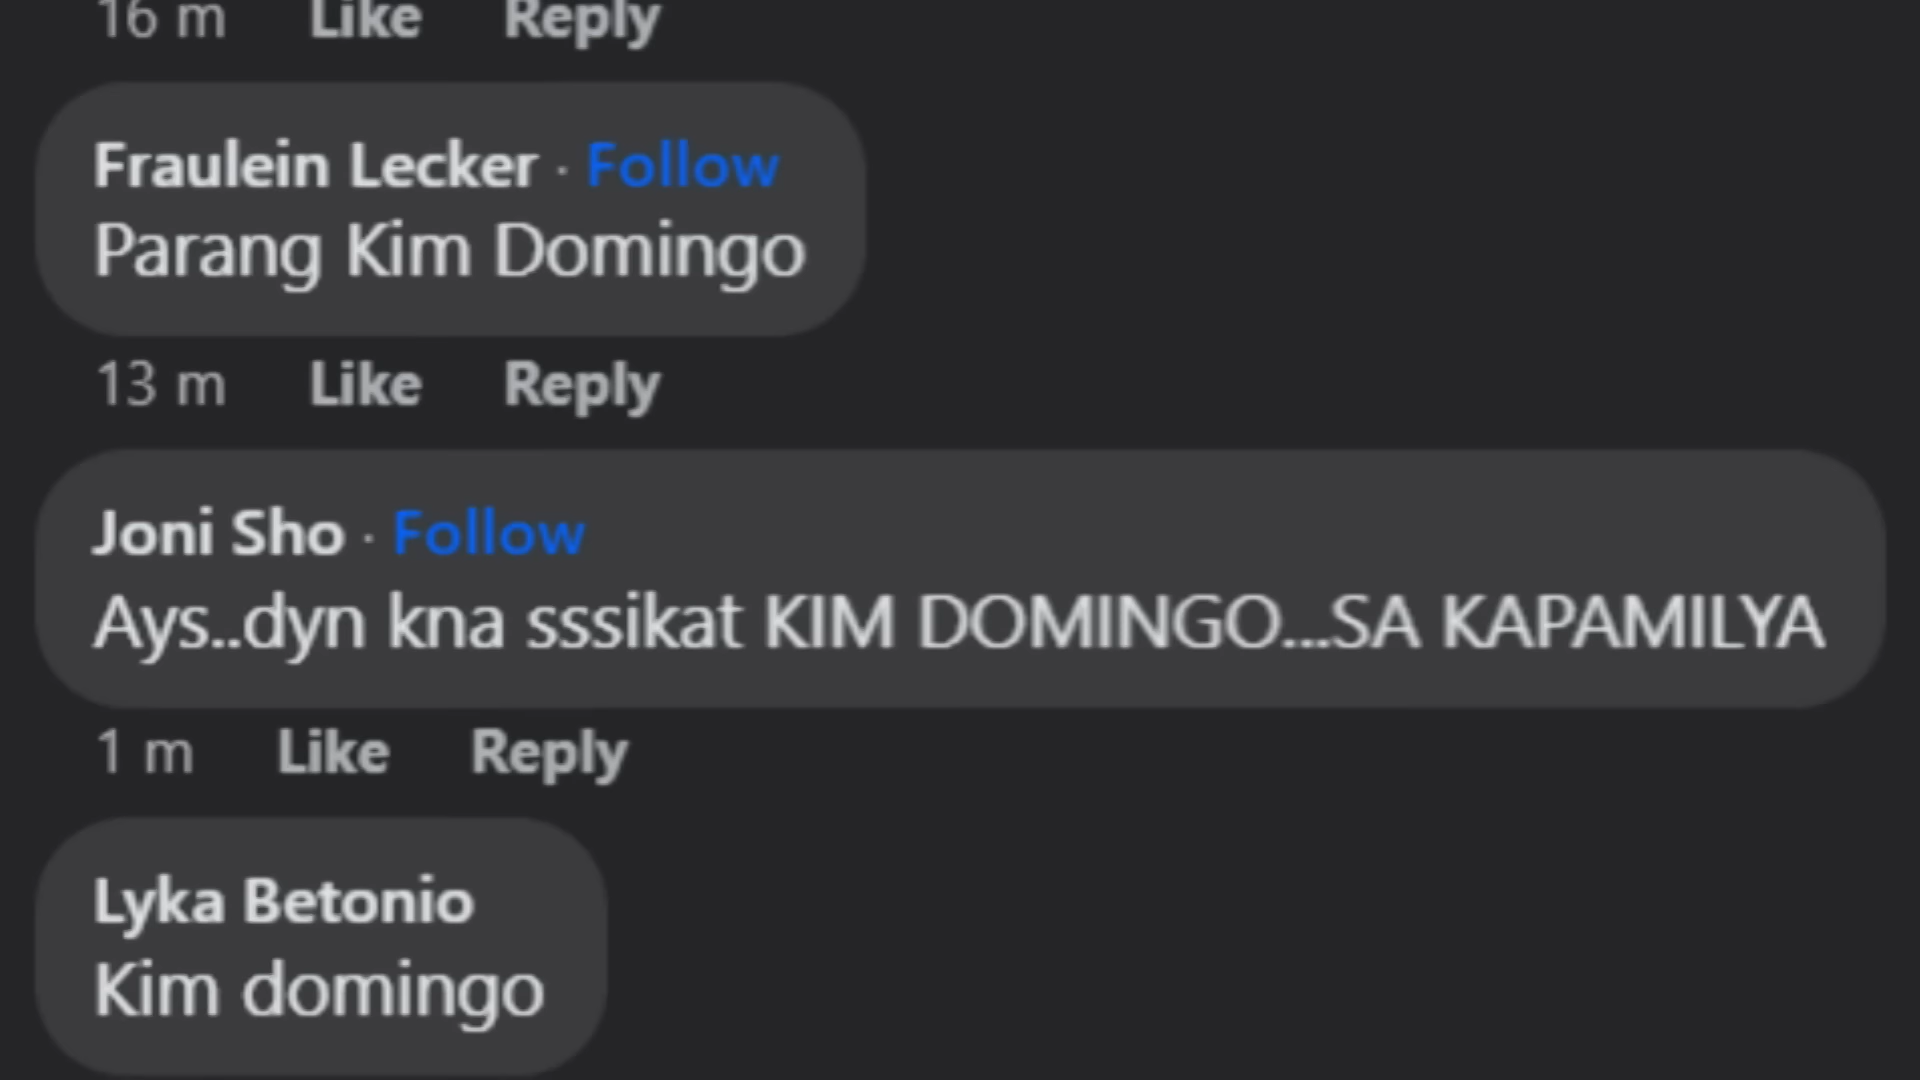 16 m Like Reply
Fraulein Lecker · Follow
Parang Kim Domingo
13 m Like Reply
Joni Sho · Follow
Ays..dyn kna sssikat KIM DOMINGO...SA KAPAMILYA
1 m Like Reply
Lyka Betonio
Kim domingo